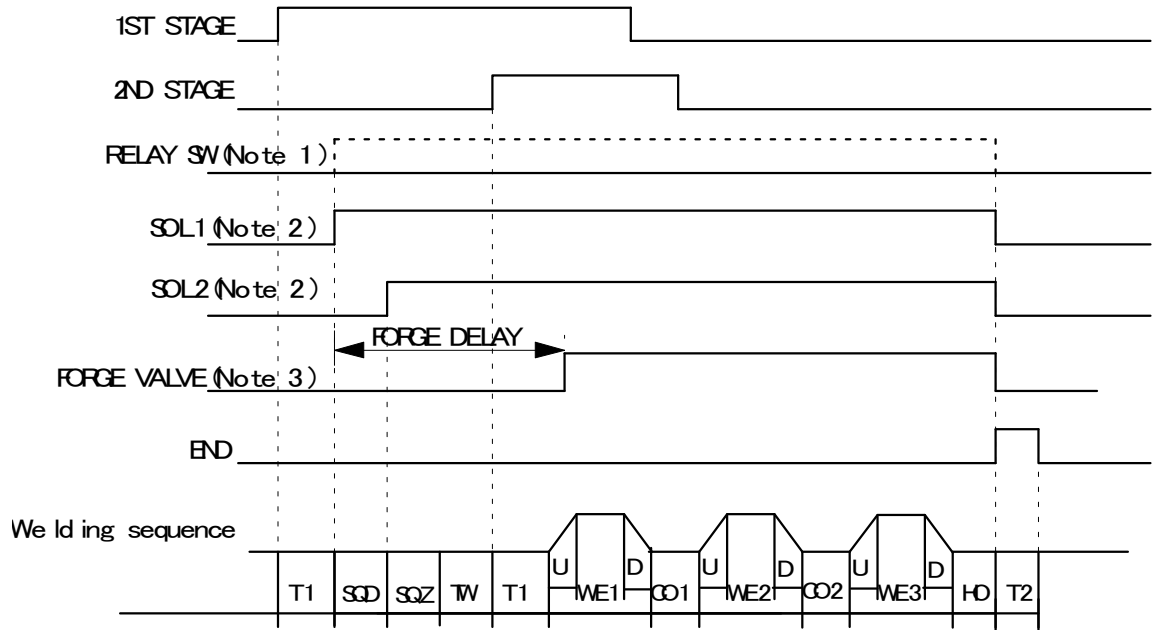 1ST STAGE
2ND STAGE
RELAY SW (Note 1)
SOL1 (Note 2)
SOL2 (Note 2)
FORGE DELAY
FORGE VALVE (Note 3)
END
Welding sequence
U D U D U D
T1 SQD SQZ TW T1 WE1 CO1 WE2 CO2 WE3 HD T2